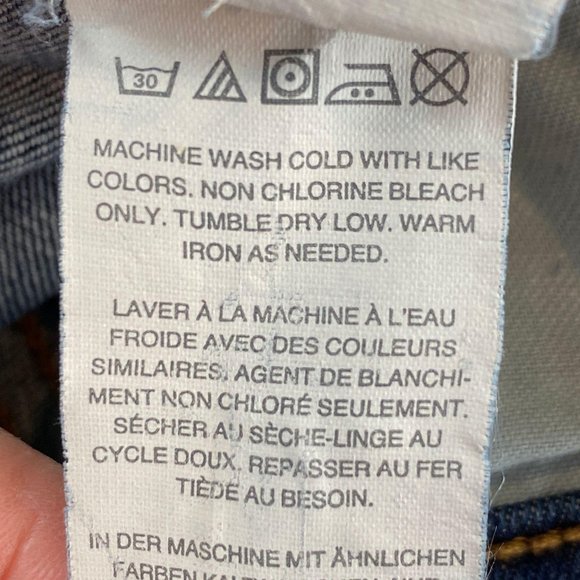 30
MACHINE WASH COLD WITH LIKE
COLORS. NON CHLORINE BLEACH
ONLY. TUMBLE DRY LOW. WARM
IRON AS NEEDED.
LAVER À LA MACHINE À L'EAU
FROIDE AVEC DES COULEURS
SIMILAIRES. AGENT DE BLANCHI-
MENT NON CHLORÉ SEULEMENT.
SÉCHER AU SÈCHE-LINGE AU
CYCLE DOUX. REPASSER AU FER
TIÈDE AU BESOIN.
IN DER MASCHINE MIT ÄHNLICHEN
FARBEN